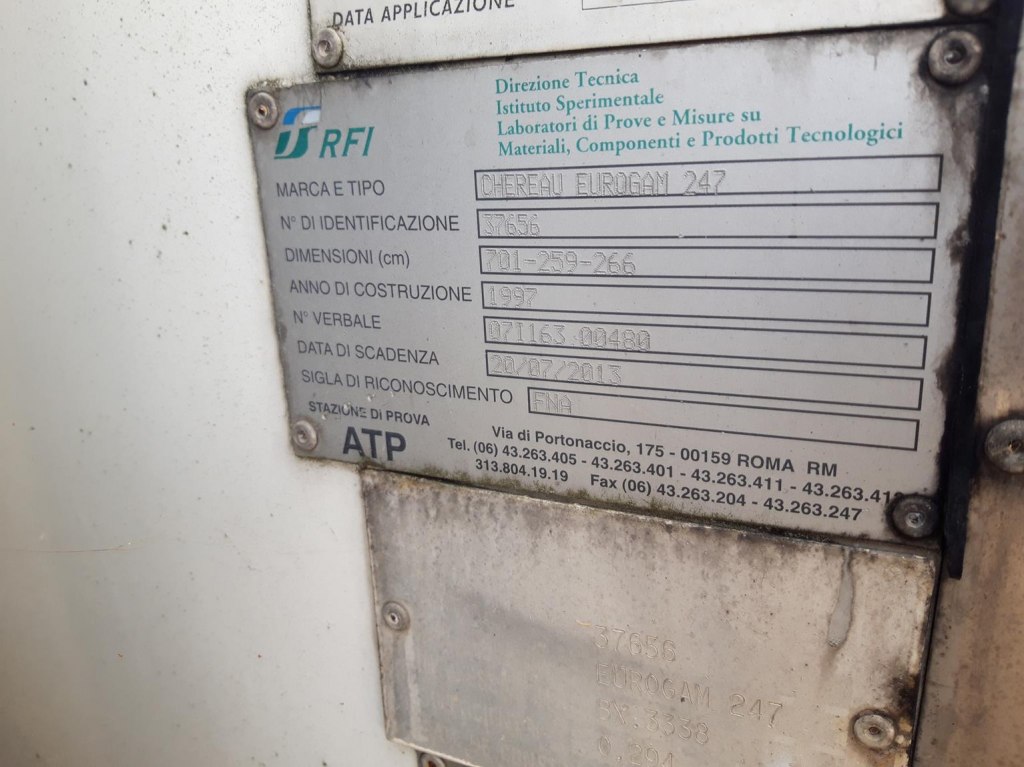 DATA APPLICAZIONE
RFI
Direzione Tecnica
Istituto Sperimentale
Laboratori di Prove e Misure su
Materiali, Componenti e Prodotti Tecnologici
MARCA E TIPO CHEREAU EUROGAM 247
N° DI IDENTIFICAZIONE 37656
DIMENSIONI (cm) 701-259-266
ANNO DI COSTRUZIONE 1997
N° VERBALE 07I163 00480
DATA DI SCADENZA 20/07/2013
SIGLA DI RICONOSCIMENTO FNA
STAZIONE DI PROVA
ATP
Via di Portonaccio, 175 - 00159 ROMA RM
Tel. (06) 43.263.405 - 43.263.401 - 43.263.411 - 43.263.412
313.804.19.19 Fax (06) 43.263.204 - 43.263.247
37656
EUROGAM 247
3338
0.294